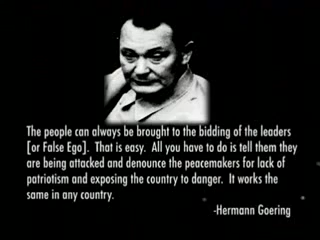 The people can always be brought to the bidding of the leaders
[or False Ego].  That is easy.  All you have to do is tell them they
are being attacked and denounce the peacemakers for lack of
patriotism and exposing the country to danger.  It works the
same in any country.
-Hermann Goering